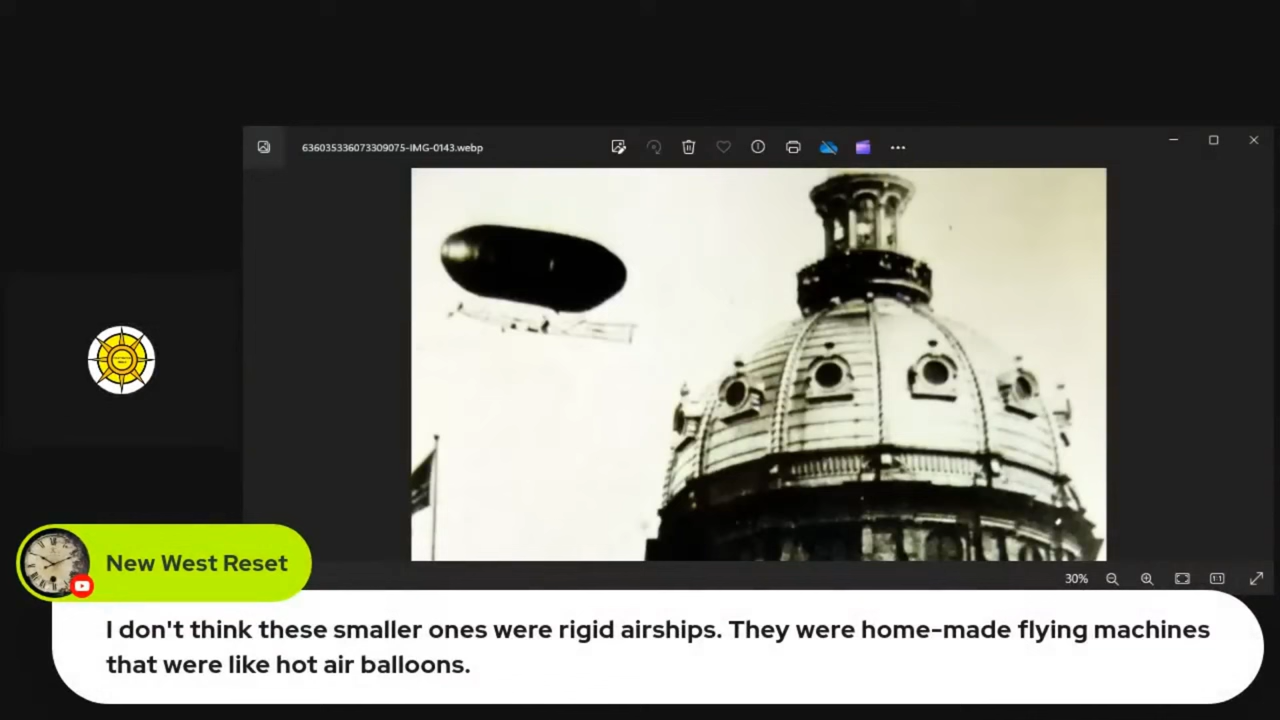 636035336073309075-IMG-0143.webp
30%
New West Reset
I don't think these smaller ones were rigid airships. They were home-made flying machines
that were like hot air balloons.